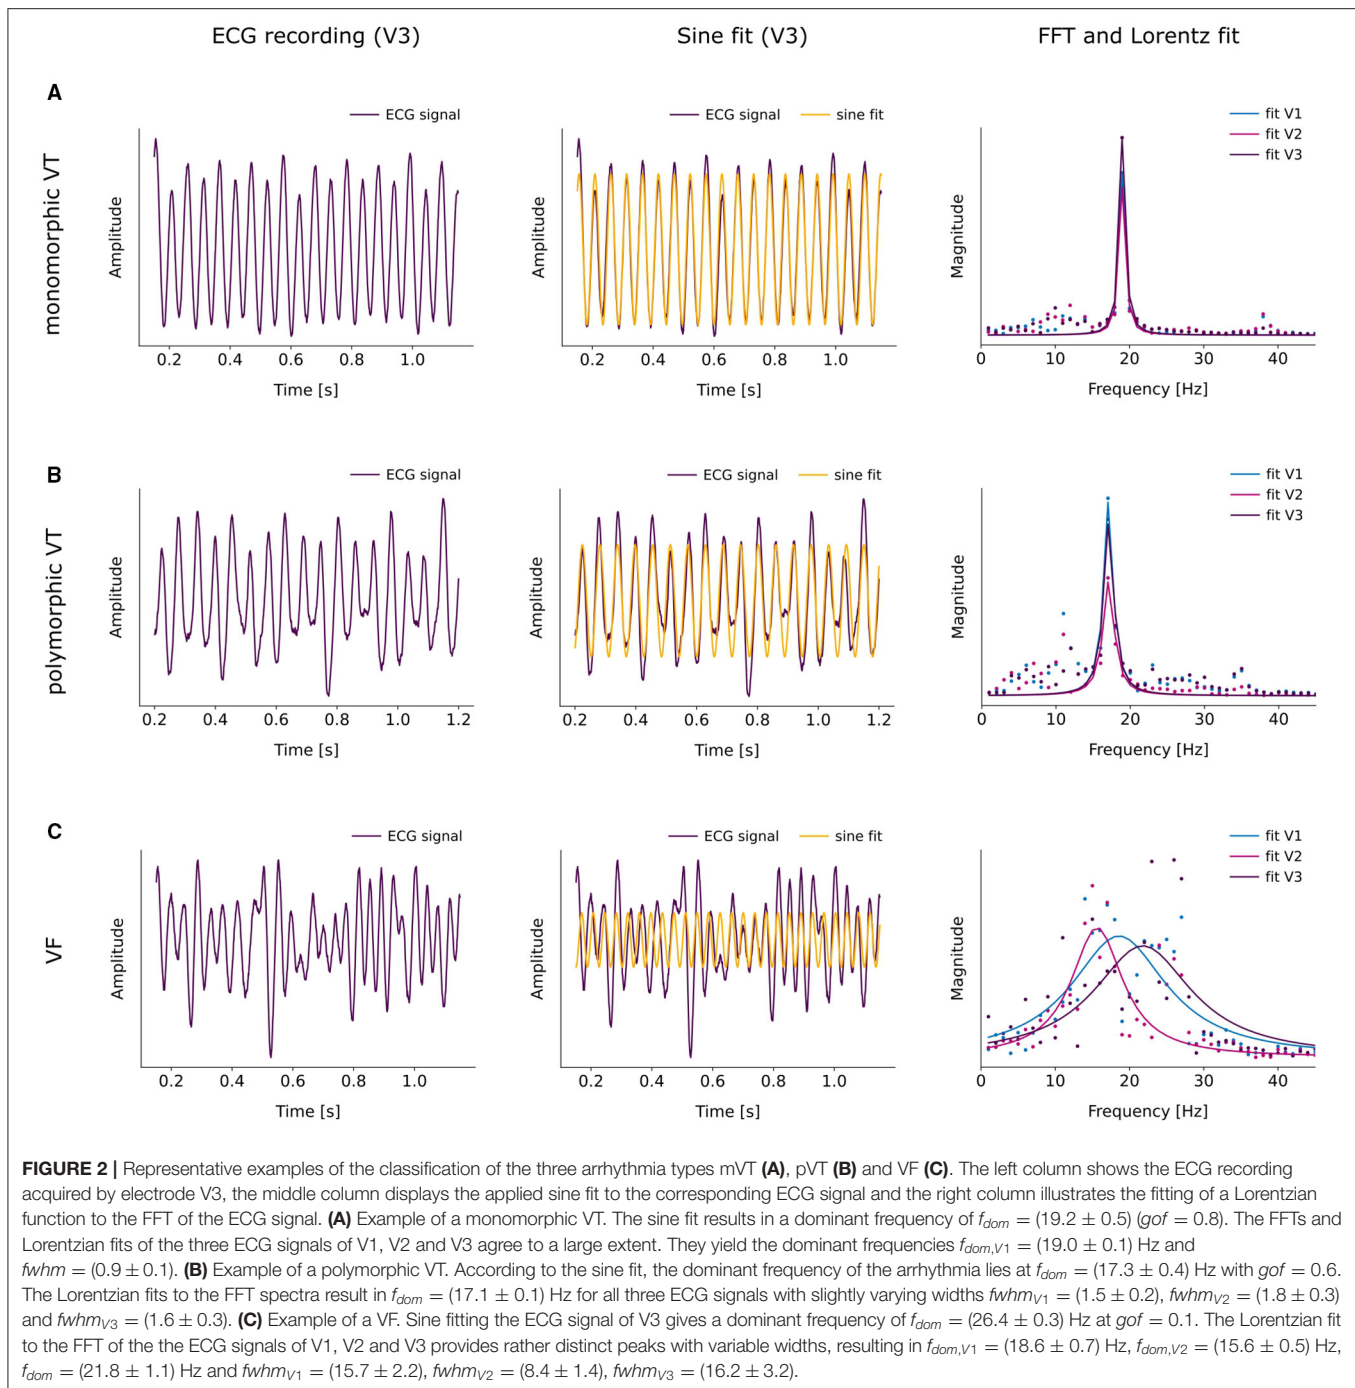 ECG recording (V3)
Sine fit (V3)
FFT and Lorentz fit
A
monomorphic VT
ECG signal
Amplitude
0.2 0.4 0.6 0.8 1.0
Time [s]
ECG signal sine fit
Amplitude
0.2 0.4 0.6 0.8 1.0
Time [s]
fit V1
fit V2
fit V3
Magnitude
0 10 20 30 40
Frequency [Hz]
B
polymorphic VT
ECG signal
Amplitude
0.2 0.4 0.6 0.8 1.0 1.2
Time [s]
ECG signal sine fit
Amplitude
0.2 0.4 0.6 0.8 1.0 1.2
Time [s]
fit V1
fit V2
fit V3
Magnitude
0 10 20 30 40
Frequency [Hz]
C
VF
ECG signal
Amplitude
0.2 0.4 0.6 0.8 1.0
Time [s]
ECG signal sine fit
Amplitude
0.2 0.4 0.6 0.8 1.0
Time [s]
fit V1
fit V2
fit V3
Magnitude
0 10 20 30 40
Frequency [Hz]
FIGURE 2 | Representative examples of the classification of the three arrhythmia types mVT (A), pVT (B) and VF (C). The left column shows the ECG recording
acquired by electrode V3, the middle column displays the applied sine fit to the corresponding ECG signal and the right column illustrates the fitting of a Lorentzian
function to the FFT of the ECG signal. (A) Example of a monomorphic VT. The sine fit results in a dominant frequency of fdom = (19.2 ± 0.5) (gof = 0.8). The FFTs and
Lorentzian fits of the three ECG signals of V1, V2 and V3 agree to a large extent. They yield the dominant frequencies fdom,V1 = (19.0 ± 0.1) Hz and
fwhm = (0.9 ± 0.1). (B) Example of a polymorphic VT. According to the sine fit, the dominant frequency of the arrhythmia lies at fdom = (17.3 ± 0.4) Hz with gof = 0.6.
The Lorentzian fits to the FFT spectra result in fdom = (17.1 ± 0.1) Hz for all three ECG signals with slightly varying widths fwhmV1 = (1.5 ± 0.2), fwhmV2 = (1.8 ± 0.3)
and fwhmV3 = (1.6 ± 0.3). (C) Example of a VF. Sine fitting the ECG signal of V3 gives a dominant frequency of fdom = (26.4 ± 0.3) Hz at gof = 0.1. The Lorentzian fit
to the FFT of the the ECG signals of V1, V2 and V3 provides rather distinct peaks with variable widths, resulting in fdom,V1 = (18.6 ± 0.7) Hz, fdom,V2 = (15.6 ± 0.5) Hz,
fdom = (21.8 ± 1.1) Hz and fwhmV1 = (15.7 ± 2.2), fwhmV2 = (8.4 ± 1.4), fwhmV3 = (16.2 ± 3.2).